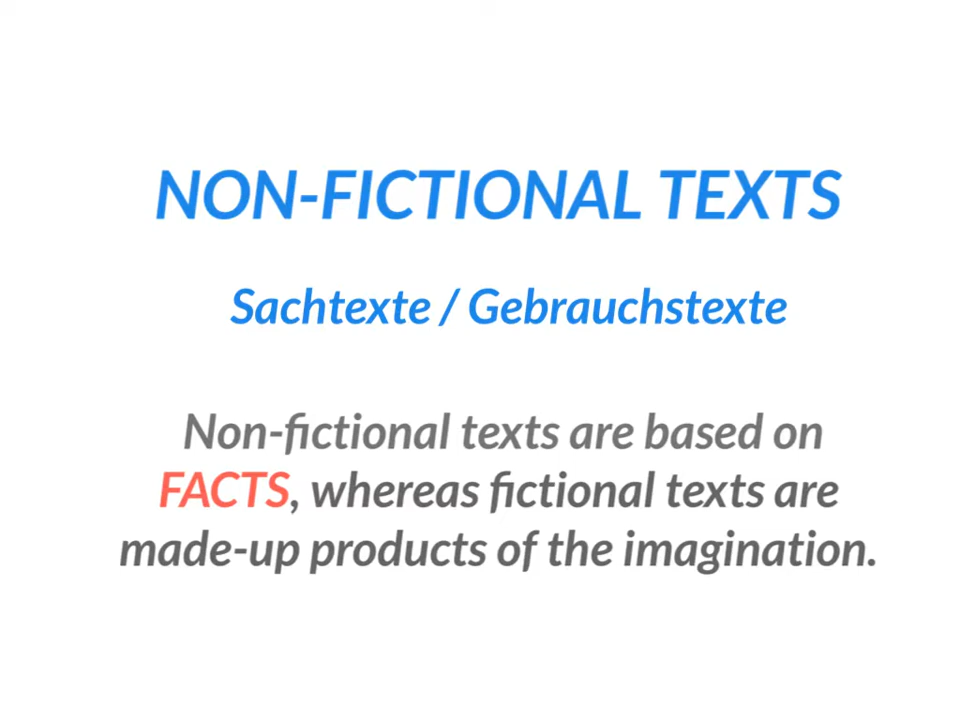 NON-FICTIONAL TEXTS
Sachtexte / Gebrauchstexte
Non-fictional texts are based on
FACTS, whereas fictional texts are
made-up products of the imagination.